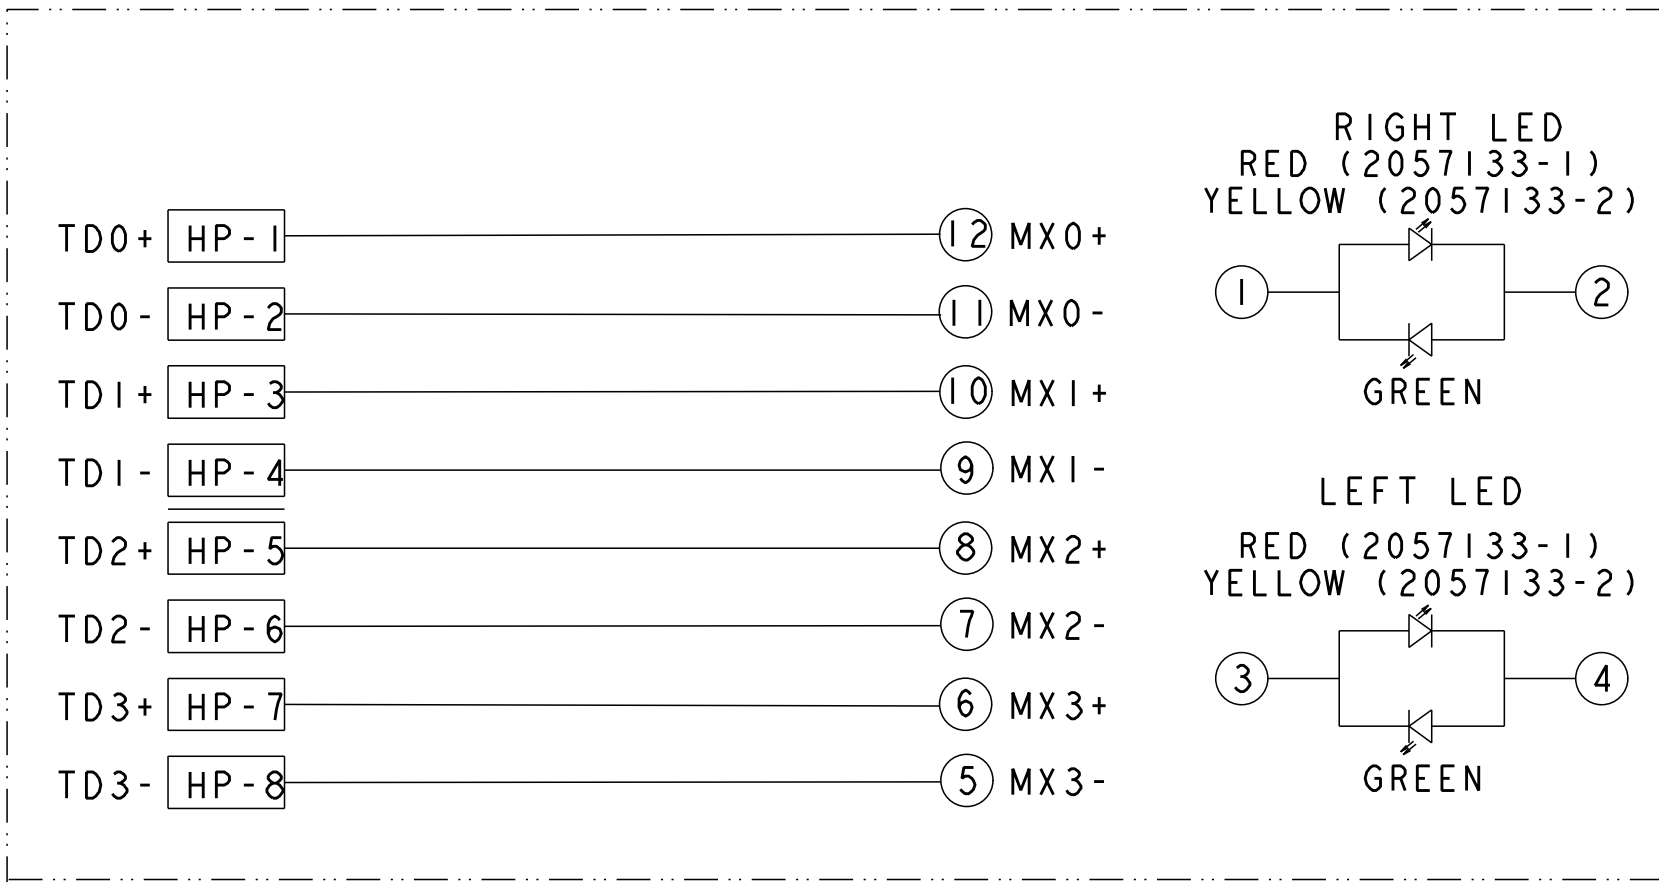 TD0+ HP-1 12 MX0+
TD0- HP-2 11 MX0-
TD1+ HP-3 10 MX1+
TD1- HP-4 9 MX1-
TD2+ HP-5 8 MX2+
TD2- HP-6 7 MX2-
TD3+ HP-7 6 MX3+
TD3- HP-8 5 MX3-
RIGHT LED
RED (2057133-1)
YELLOW (2057133-2)
1 2
GREEN
LEFT LED
RED (2057133-1)
YELLOW (2057133-2)
3 4
GREEN